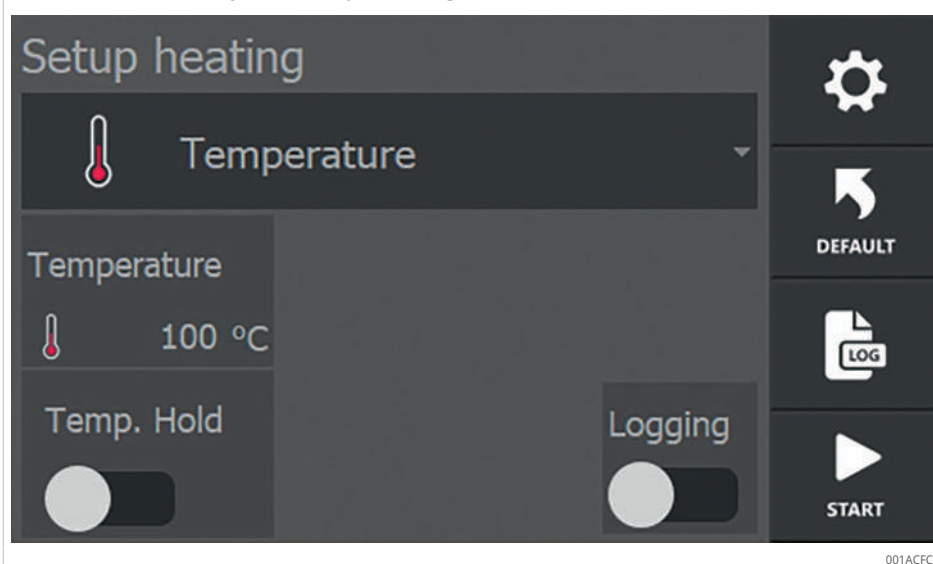 Setup heating
Temperature
DEFAULT
Temperature
100 °C
LOG
Temp. Hold
Logging
START
001ACFC